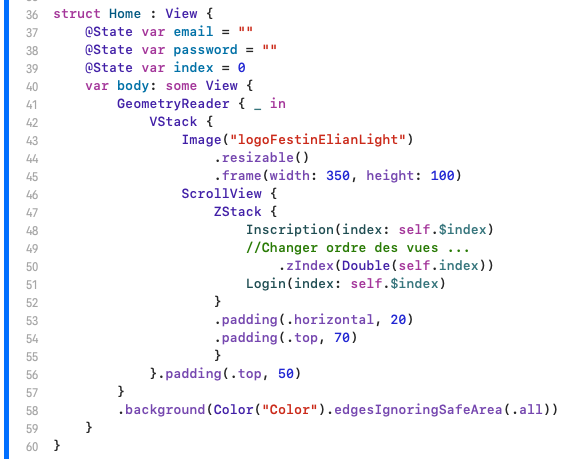 36 struct Home : View {
37     @State var email = ""
38     @State var password = ""
39     @State var index = 0
40     var body: some View {
41         GeometryReader { _ in
42             VStack {
43                 Image("logoFestinElianLight")
44                     .resizable()
45                     .frame(width: 350, height: 100)
46                 ScrollView {
47                     ZStack {
48                         Inscription(index: self.$index)
49                         //Changer ordre des vues ...
50                             .zIndex(Double(self.index))
51                         Login(index: self.$index)
52                     }
53                     .padding(.horizontal, 20)
54                     .padding(.top, 70)
55                     }
56             }.padding(.top, 50)
57         }
58         .background(Color("Color").edgesIgnoringSafeArea(.all))
59     }
60 }